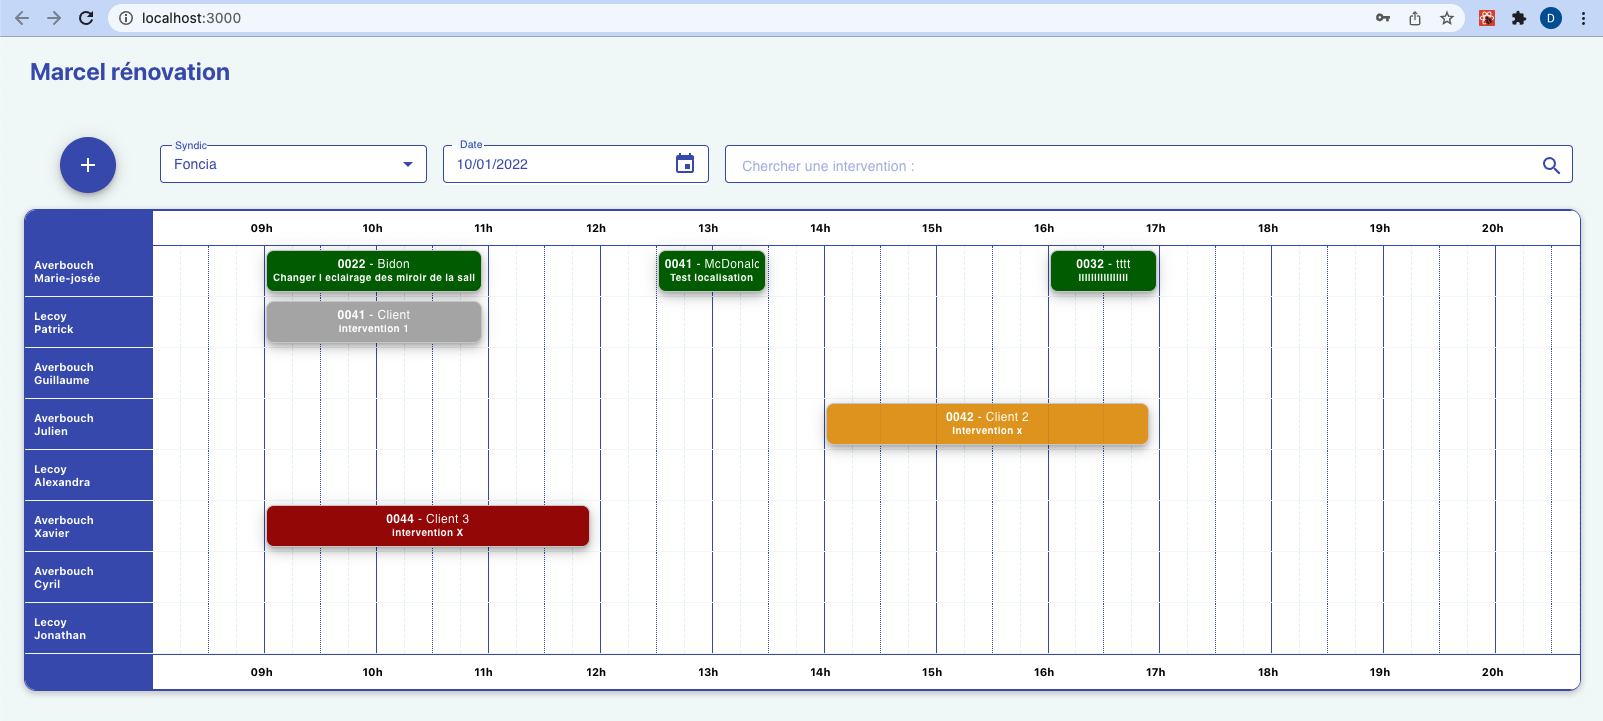 localhost:3000
D
Marcel rénovation
Syndic
Foncia
Date
10/01/2022
Chercher une intervention :
09h 10h 11h 12h 13h 14h 15h 16h 17h 18h 19h 20h
Averbouch
Marie-josée
0022 - Bidon
Changer l eclairage des miroir de la sall
0041 - McDonald
Test localisation
0032 - tttt
llllllllllllllll
Lecoy
Patrick
0041 - Client
intervention 1
Averbouch
Guillaume
Averbouch
Julien
0042 - Client 2
Intervention x
Lecoy
Alexandra
Averbouch
Xavier
0044 - Client 3
intervention X
Averbouch
Cyril
Lecoy
Jonathan
09h 10h 11h 12h 13h 14h 15h 16h 17h 18h 19h 20h